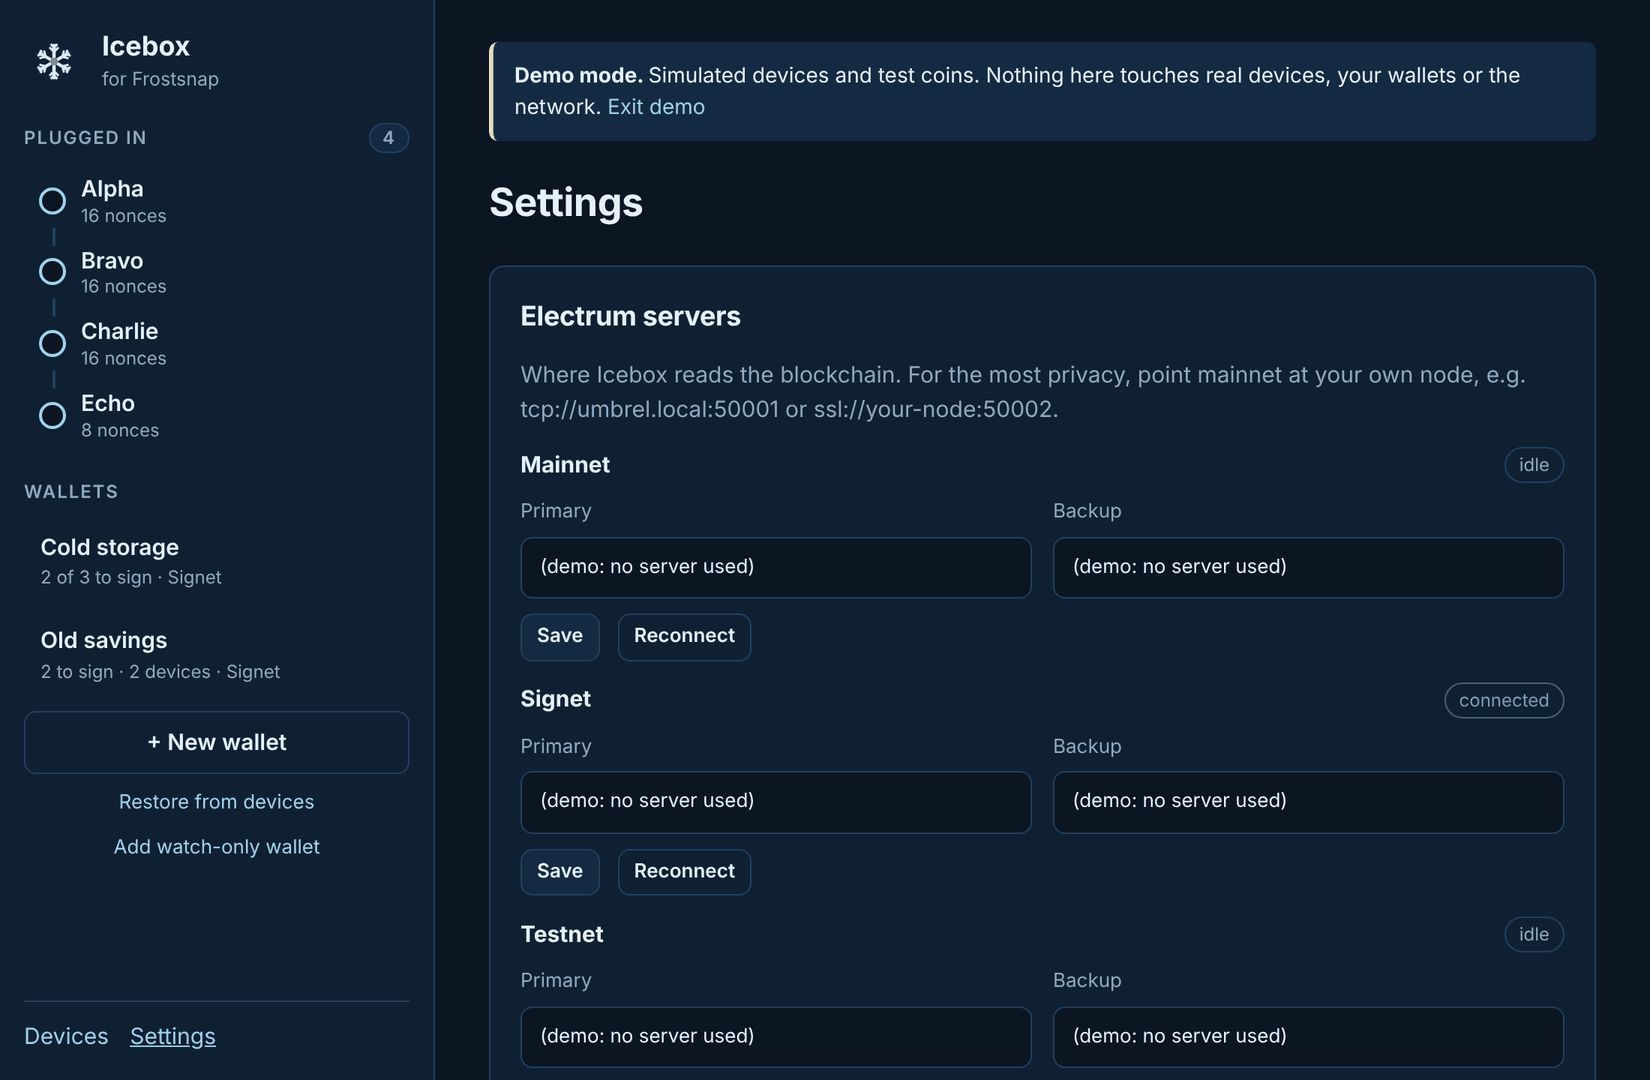 Icebox
for Frostsnap
PLUGGED IN
4
Alpha
16 nonces
Bravo
16 nonces
Charlie
16 nonces
Echo
8 nonces
WALLETS
Cold storage
2 of 3 to sign · Signet
Old savings
2 to sign · 2 devices · Signet
+ New wallet
Restore from devices
Add watch-only wallet
Devices
Settings
Demo mode. Simulated devices and test coins. Nothing here touches real devices, your wallets or the
network. Exit demo
Settings
Electrum servers
Where Icebox reads the blockchain. For the most privacy, point mainnet at your own node, e.g.
tcp://umbrel.local:50001 or ssl://your-node:50002.
Mainnet
idle
Primary
Backup
(demo: no server used)
(demo: no server used)
Save
Reconnect
Signet
connected
Primary
Backup
(demo: no server used)
(demo: no server used)
Save
Reconnect
Testnet
idle
Primary
Backup
(demo: no server used)
(demo: no server used)